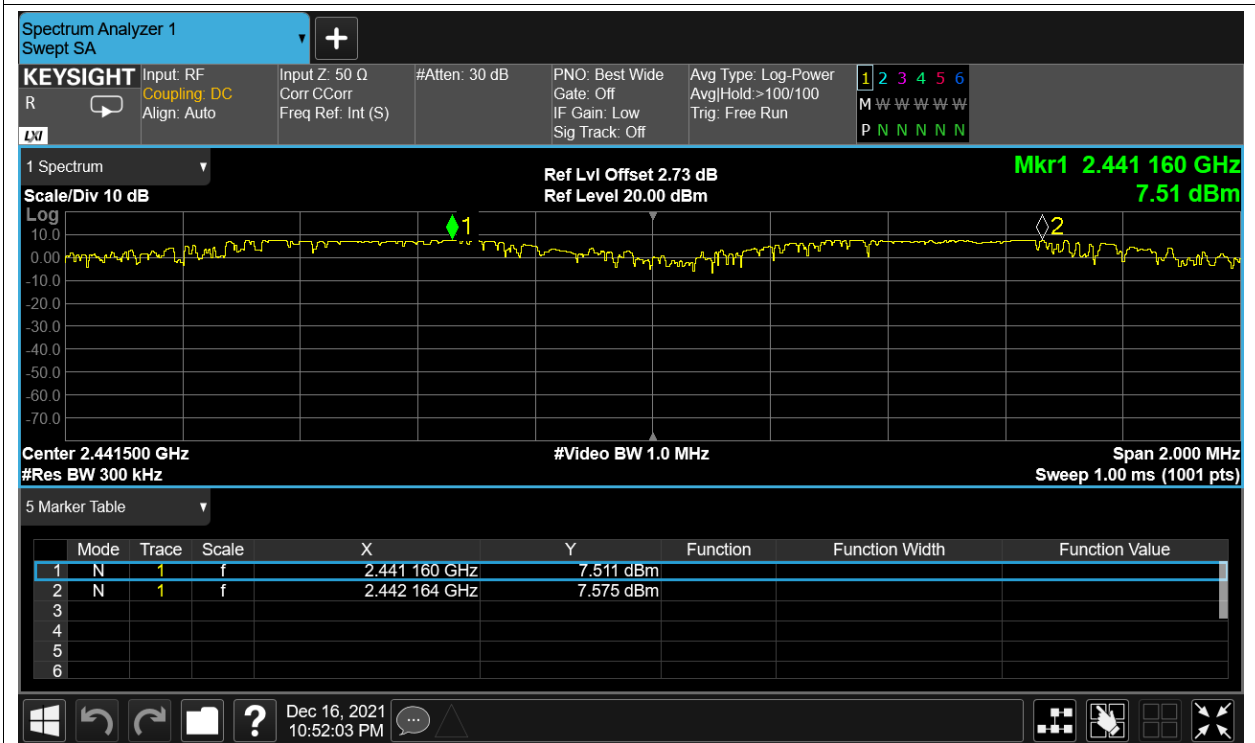 Spectrum Analyzer 1
Swept SA
KEYSIGHT Input: RF Input Z: 50 Ω #Atten: 30 dB PNO: Best Wide Avg Type: Log-Power 1 2 3 4 5 6
R Coupling: DC Corr CCorr Gate: Off Avg|Hold:>100/100 M W W W W W
Align: Auto Freq Ref: Int (S) IF Gain: Low Trig: Free Run P N N N N N
LXI Sig Track: Off
1 Spectrum Ref Lvl Offset 2.73 dB Mkr1 2.441 160 GHz
Scale/Div 10 dB Ref Level 20.00 dBm 7.51 dBm
Log
1 2
10.0
0.00
-10.0
-20.0
-30.0
-40.0
-50.0
-60.0
-70.0
Center 2.441500 GHz #Video BW 1.0 MHz Span 2.000 MHz
#Res BW 300 kHz Sweep 1.00 ms (1001 pts)
5 Marker Table
Mode Trace Scale X Y Function Function Width Function Value
1 N 1 f 2.441 160 GHz 7.511 dBm
2 N 1 f 2.442 164 GHz 7.575 dBm
3
4
5
6
? Dec 16, 2021
10:52:03 PM